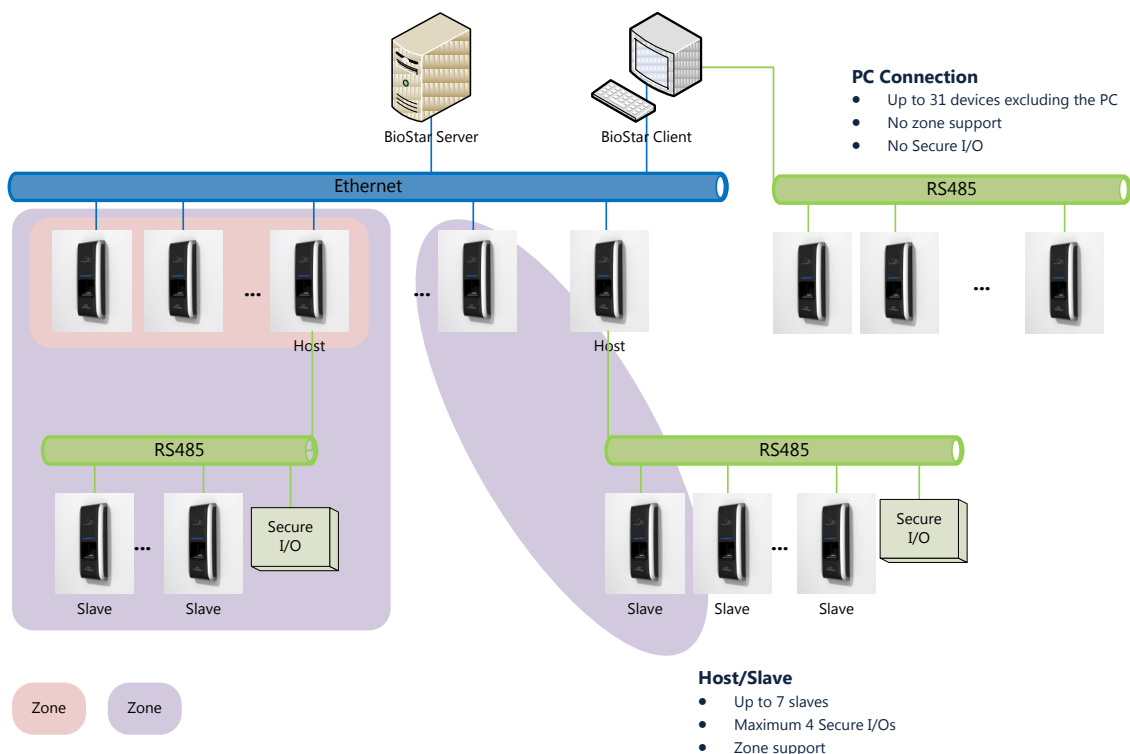 BioStar Server
BioStar Client
PC Connection
• Up to 31 devices excluding the PC
• No zone support
• No Secure I/O
Ethernet
RS485
...
...
...
Host
Host
RS485
RS485
...
Secure
I/O
...
Secure
I/O
Slave
Slave
Slave
Slave
Slave
Zone
Zone
Host/Slave
• Up to 7 slaves
• Maximum 4 Secure I/Os
• Zone support